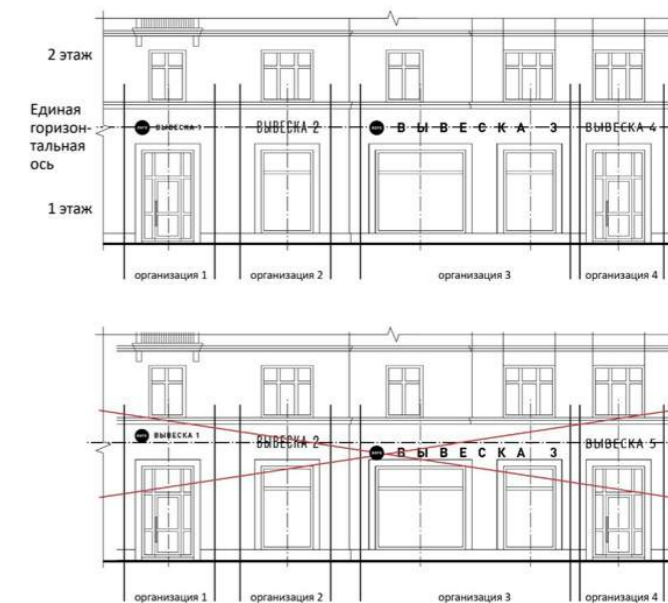 2 этаж
Единая
горизон-
тальная
ось
ВЫВЕСКА 1
ВЫВЕСКА 2
ВЫВЕСКА 3
ВЫВЕСКА 4
1 этаж
организация 1
организация 2
организация 3
организация 4
ВЫВЕСКА 1
ВЫВЕСКА 2
ВЫВЕСКА 3
ВЫВЕСКА 5
организация 1
организация 2
организация 3
организация 4